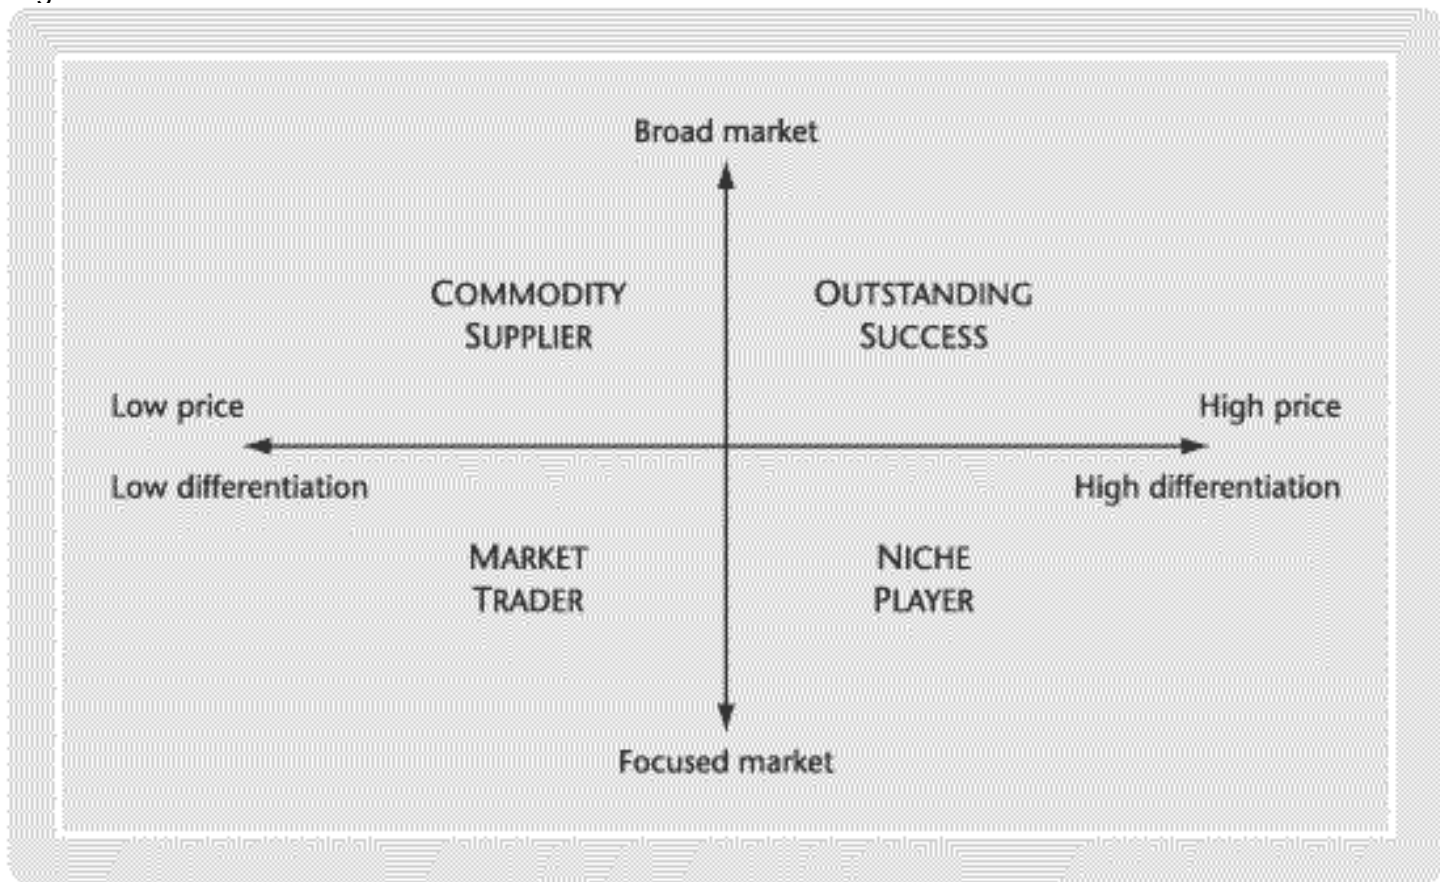 Broad market
COMMODITY
SUPPLIER
OUTSTANDING
SUCCESS
Low price
High price
Low differentiation
High differentiation
MARKET
TRADER
NICHE
PLAYER
Focused market